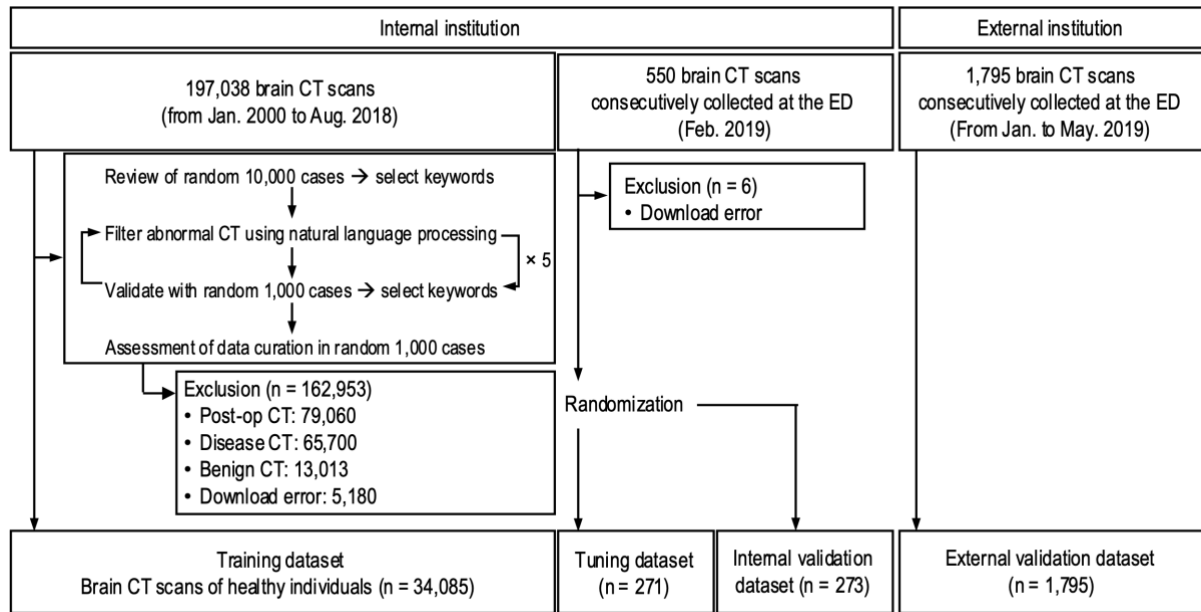 Internal institution
External institution
197,038 brain CT scans
(from Jan. 2000 to Aug. 2018)
550 brain CT scans
consecutively collected at the ED
(Feb. 2019)
1,795 brain CT scans
consecutively collected at the ED
(From Jan. to May. 2019)
Review of random 10,000 cases → select keywords
Filter abnormal CT using natural language processing
× 5
Validate with random 1,000 cases → select keywords
Assessment of data curation in random 1,000 cases
Exclusion (n = 6)
• Download error
Exclusion (n = 162,953)
• Post-op CT: 79,060
• Disease CT: 65,700
• Benign CT: 13,013
• Download error: 5,180
Randomization
Training dataset
Brain CT scans of healthy individuals (n = 34,085)
Tuning dataset
(n = 271)
Internal validation
dataset (n = 273)
External validation dataset
(n = 1,795)